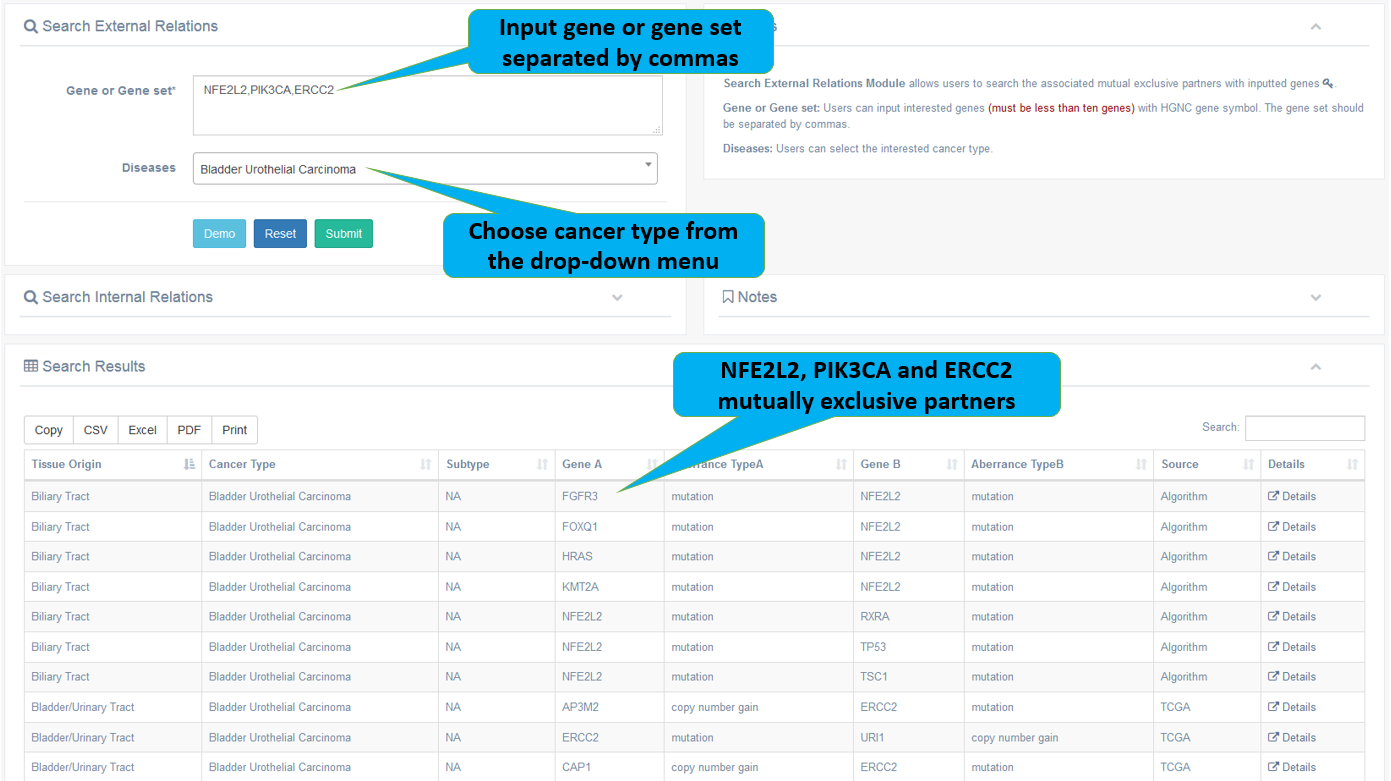 Search External Relations
Input gene or gene set
separated by commas
Gene or Gene set*
NFE2L2,PIK3CA,ERCC2
Diseases
Bladder Urothelial Carcinoma
Demo Reset Submit
Choose cancer type from
the drop-down menu
Search External Relations Module allows users to search the associated mutual exclusive partners with inputted genes .
Gene or Gene set: Users can input interested genes (must be less than ten genes) with HGNC gene symbol. The gene set should
be separated by commas.
Diseases: Users can select the interested cancer type.
Search Internal Relations
Notes
Search Results
NFE2L2, PIK3CA and ERCC2
mutually exclusive partners
Copy CSV Excel PDF Print
Search:
Tissue Origin Cancer Type Subtype Gene A TypeA Gene B Aberrance TypeB Source Details
Biliary Tract Bladder Urothelial Carcinoma NA FGFR3 mutation NFE2L2 mutation Algorithm Details
Biliary Tract Bladder Urothelial Carcinoma NA FOXQ1 mutation NFE2L2 mutation Algorithm Details
Biliary Tract Bladder Urothelial Carcinoma NA HRAS mutation NFE2L2 mutation Algorithm Details
Biliary Tract Bladder Urothelial Carcinoma NA KMT2A mutation NFE2L2 mutation Algorithm Details
Biliary Tract Bladder Urothelial Carcinoma NA NFE2L2 mutation RXRA mutation Algorithm Details
Biliary Tract Bladder Urothelial Carcinoma NA NFE2L2 mutation TP53 mutation Algorithm Details
Biliary Tract Bladder Urothelial Carcinoma NA NFE2L2 mutation TSC1 mutation Algorithm Details
Bladder/Urinary Tract Bladder Urothelial Carcinoma NA AP3M2 copy number gain ERCC2 mutation TCGA Details
Bladder/Urinary Tract Bladder Urothelial Carcinoma NA ERCC2 mutation URI1 copy number gain TCGA Details
Bladder/Urinary Tract Bladder Urothelial Carcinoma NA CAP1 copy number gain ERCC2 mutation TCGA Details